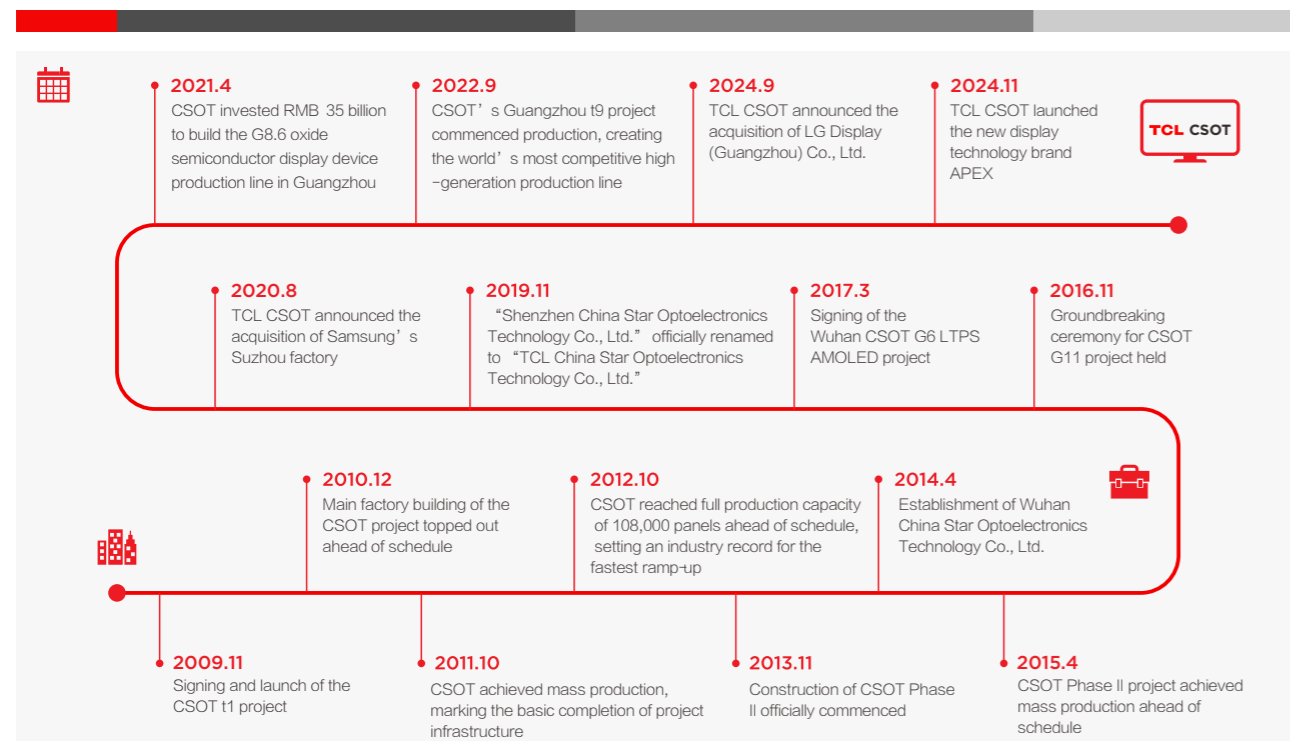 2021.4
CSOT invested RMB 35 billion
to build the G8.6 oxide
semiconductor display device
production line in Guangzhou
2022.9
CSOT's Guangzhou t9 project
commenced production, creating
the world's most competitive high
-generation production line
2024.9
TCL CSOT announced the
acquisition of LG Display
(Guangzhou) Co., Ltd.
2024.11
TCL CSOT launched
the new display
technology brand
APEX
TCL CSOT
2020.8
TCL CSOT announced the
acquisition of Samsung's
Suzhou factory
2019.11
“Shenzhen China Star Optoelectronics
Technology Co., Ltd.” officially renamed
to “TCL China Star Optoelectronics
Technology Co., Ltd.”
2017.3
Signing of the
Wuhan CSOT G6 LTPS
AMOLED project
2016.11
Groundbreaking
ceremony for CSOT
G11 project held
2010.12
Main factory building of the
CSOT project topped out
ahead of schedule
2012.10
CSOT reached full production capacity
of 108,000 panels ahead of schedule,
setting an industry record for the
fastest ramp-up
2014.4
Establishment of Wuhan
China Star Optoelectronics
Technology Co., Ltd.
2009.11
Signing and launch of the
CSOT t1 project
2011.10
CSOT achieved mass production,
marking the basic completion of project
infrastructure
2013.11
Construction of CSOT Phase
II officially commenced
2015.4
CSOT Phase II project achieved
mass production ahead of
schedule